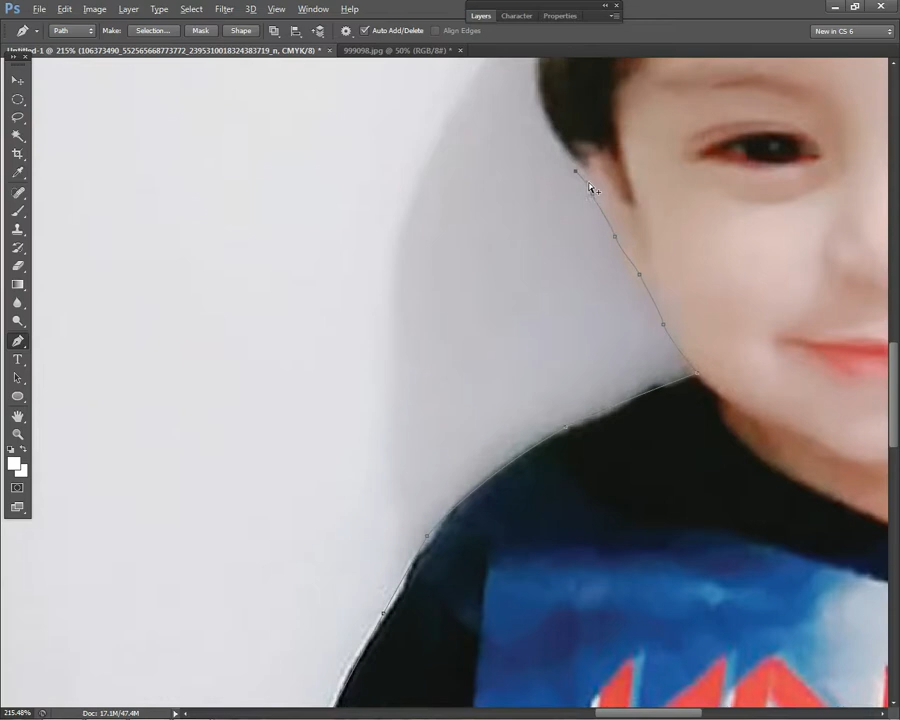 Ps File Edit Image Layer Type Select Filter 3D View Window Help
Layers Character Properties
Path Make: Selection... Mask Shape Auto Add/Delete Align Edges New in CS 6
Untitled-1 @ 215% (106373490_552565668773772_2395310018324383719_n, CMYK/8) * × 999098.jpg @ 50% (RGB/8#) * ×
T
215.48% Doc: 17.1M/47.4M